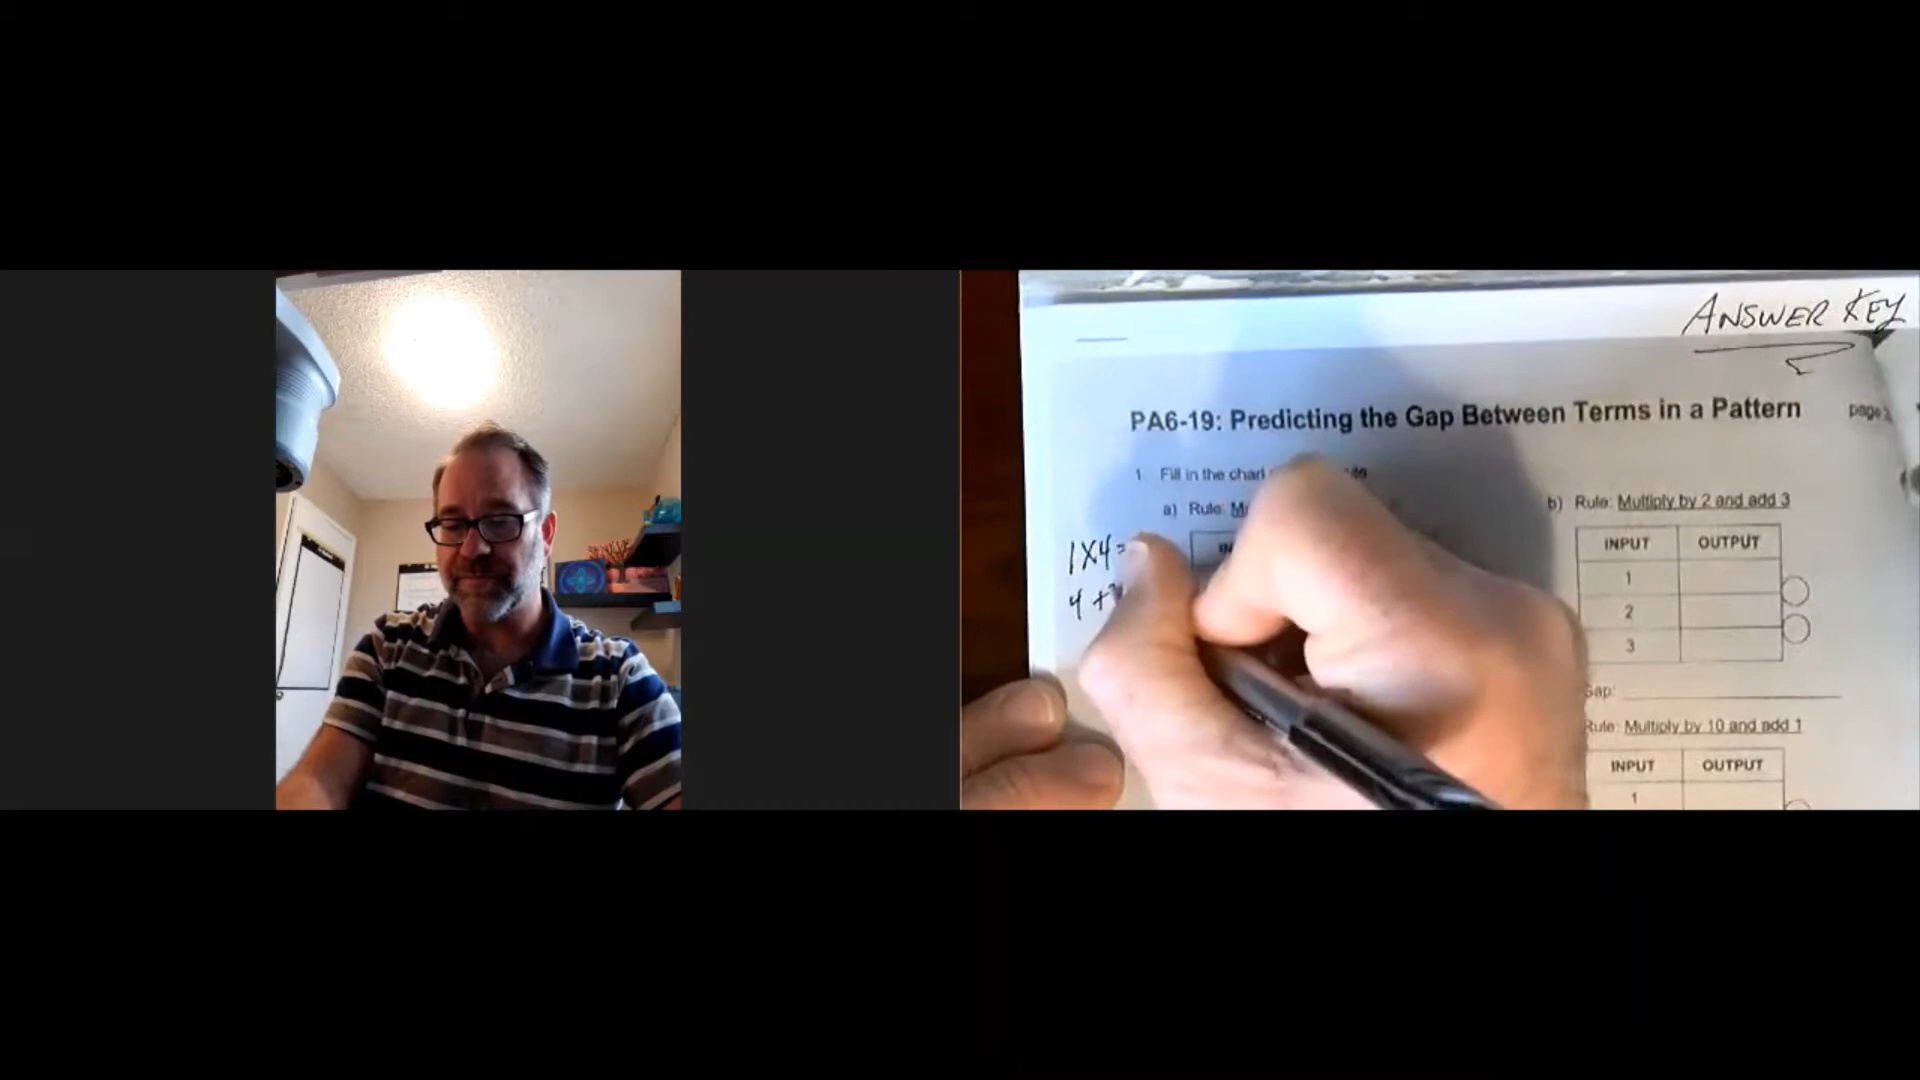 ANSWER KEY
PA6-19: Predicting the Gap Between Terms in a Pattern
page
1. Fill in the chart
a) Rule:
b) Rule: Multiply by 2 and add 3
1X4=
4 +
INPUT OUTPUT
1
2
3
Gap:
Rule: Multiply by 10 and add 1
INPUT OUTPUT
1